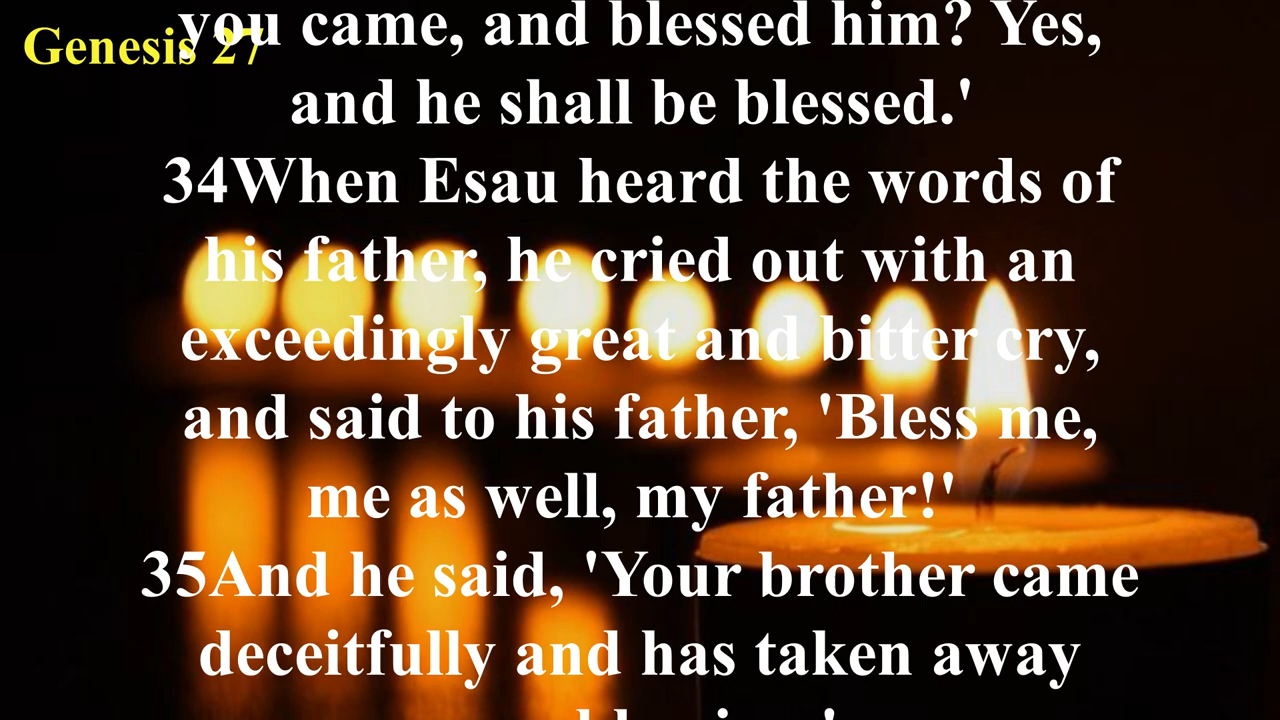 Genesis 27
you came, and blessed him? Yes,
and he shall be blessed.'
34When Esau heard the words of
his father, he cried out with an
exceedingly great and bitter cry,
and said to his father, 'Bless me,
me as well, my father!'
35And he said, 'Your brother came
deceitfully and has taken away